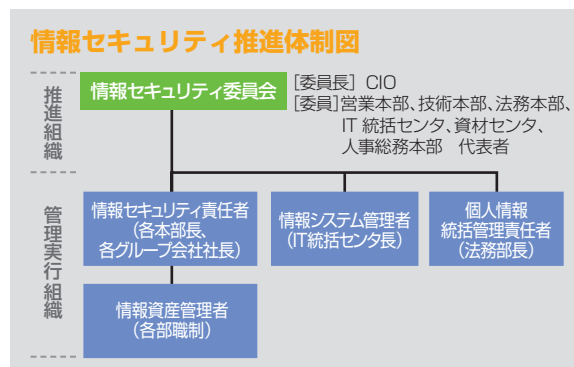 情報セキュリティ推進体制図
推進組織
情報セキュリティ委員会
[委員長] CIO
[委員]営業本部、技術本部、法務本部、
IT 統括センタ、資材センタ、
人事総務本部 代表者
管理実行組織
情報セキュリティ責任者
(各本部長、
各グループ会社社長)
情報システム管理者
(IT統括センタ長)
個人情報
統括管理責任者
(法務部長)
情報資産管理者
(各部職制)